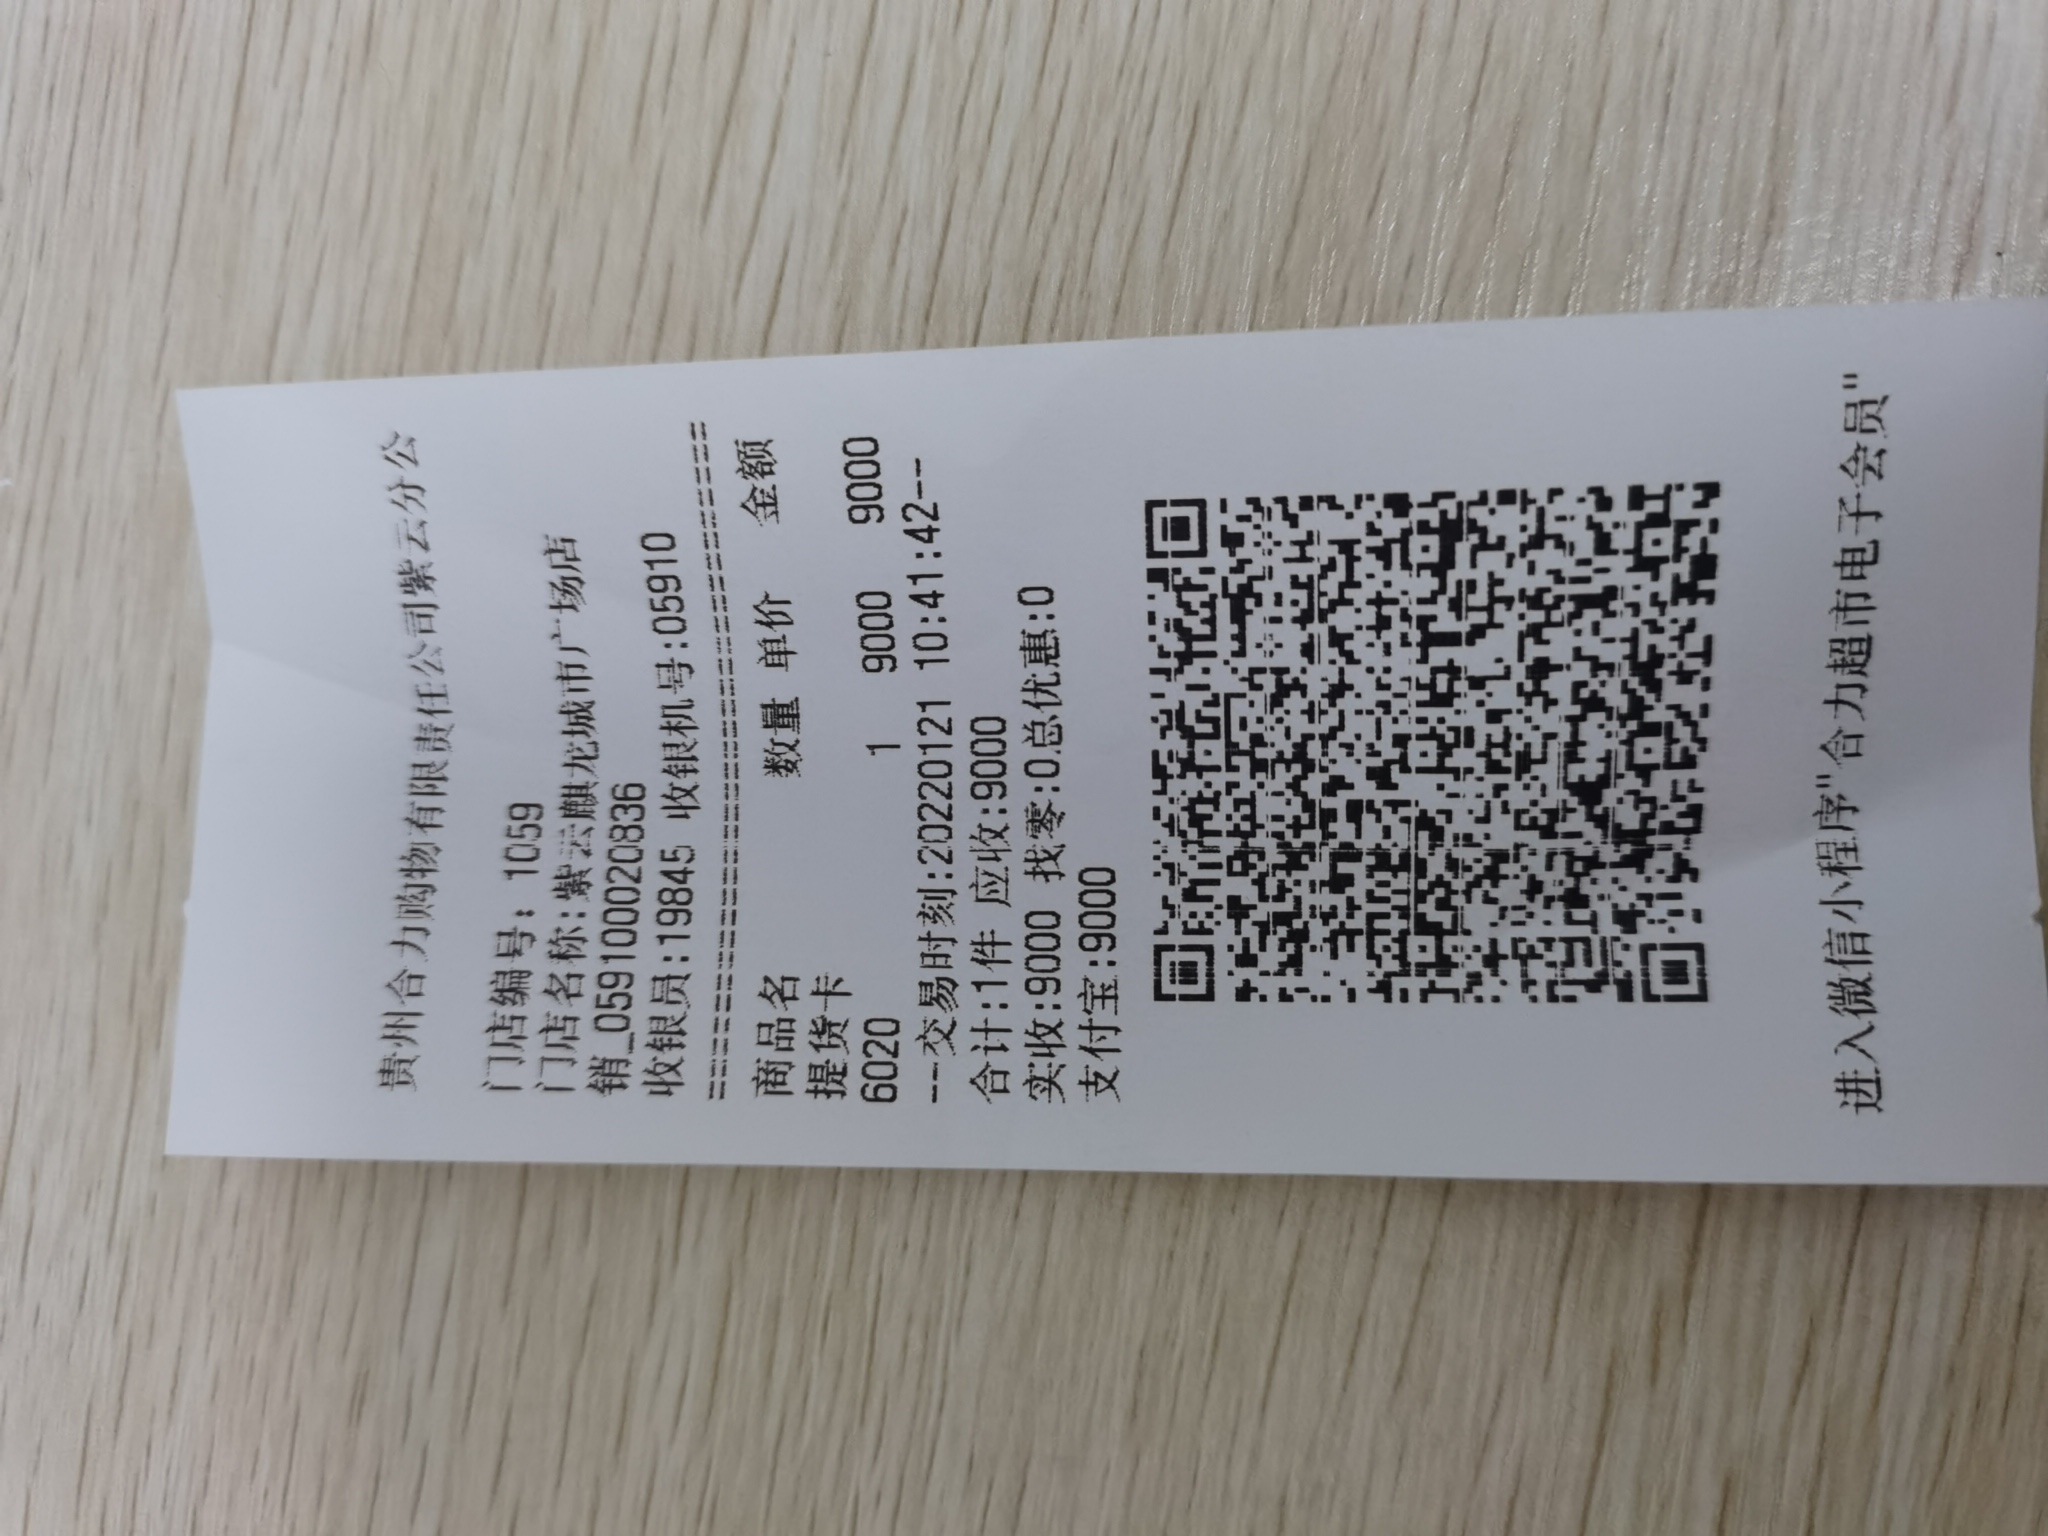 贵州合力购物有限责任公司紫云分公
门店编号: 1059
门店名称:紫云麒龙城市广场店
销_0591000020836
收银员:19845 收银机号:05910
========================================
商品名 数量 单价 金额
提货卡
6020 1 9000 9000
--交易时刻:20220121 10:41:42--
合计:1件 应收:9000
实收:9000 找零:0总优惠:0
支付宝:9000
进入微信小程序"合力超市电子会员"